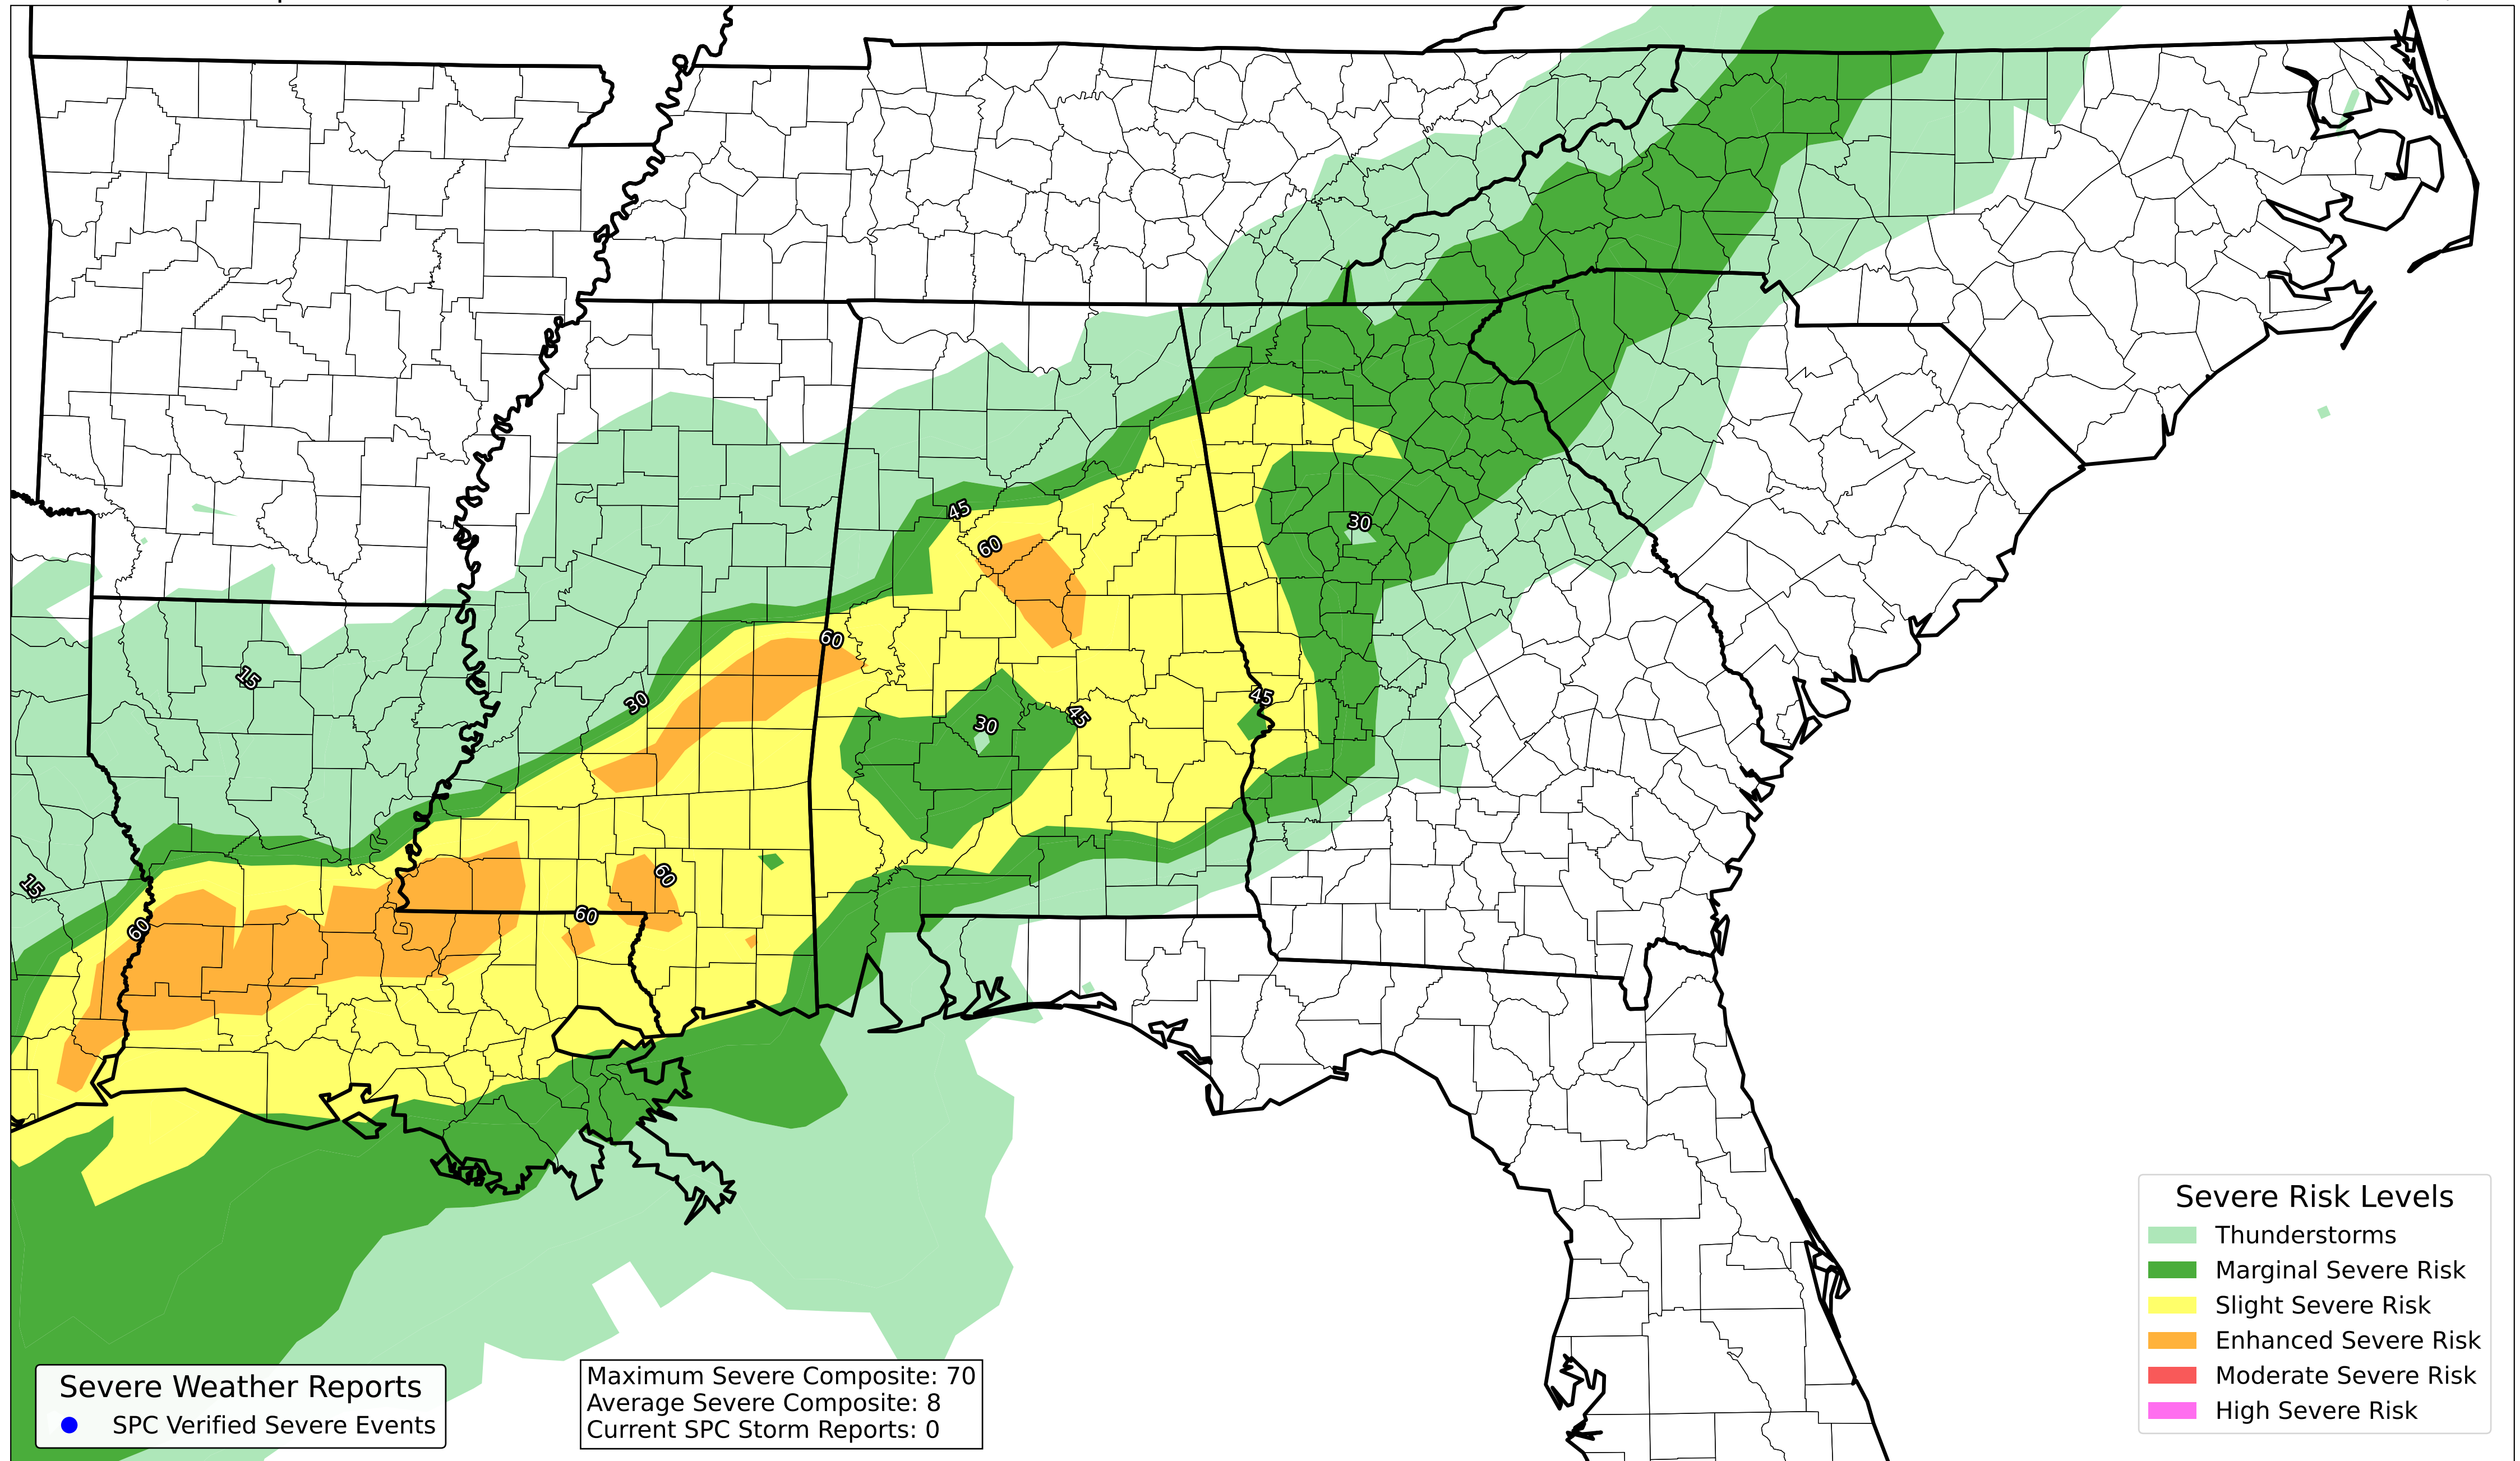 45
60
30
60
15
30
45
30
45
60
15
60
60
Severe Risk Levels
Thunderstorms
Marginal Severe Risk
Slight Severe Risk
Enhanced Severe Risk
Moderate Severe Risk
High Severe Risk
Severe Weather Reports
SPC Verified Severe Events
Maximum Severe Composite: 70
Average Severe Composite: 8
Current SPC Storm Reports: 0